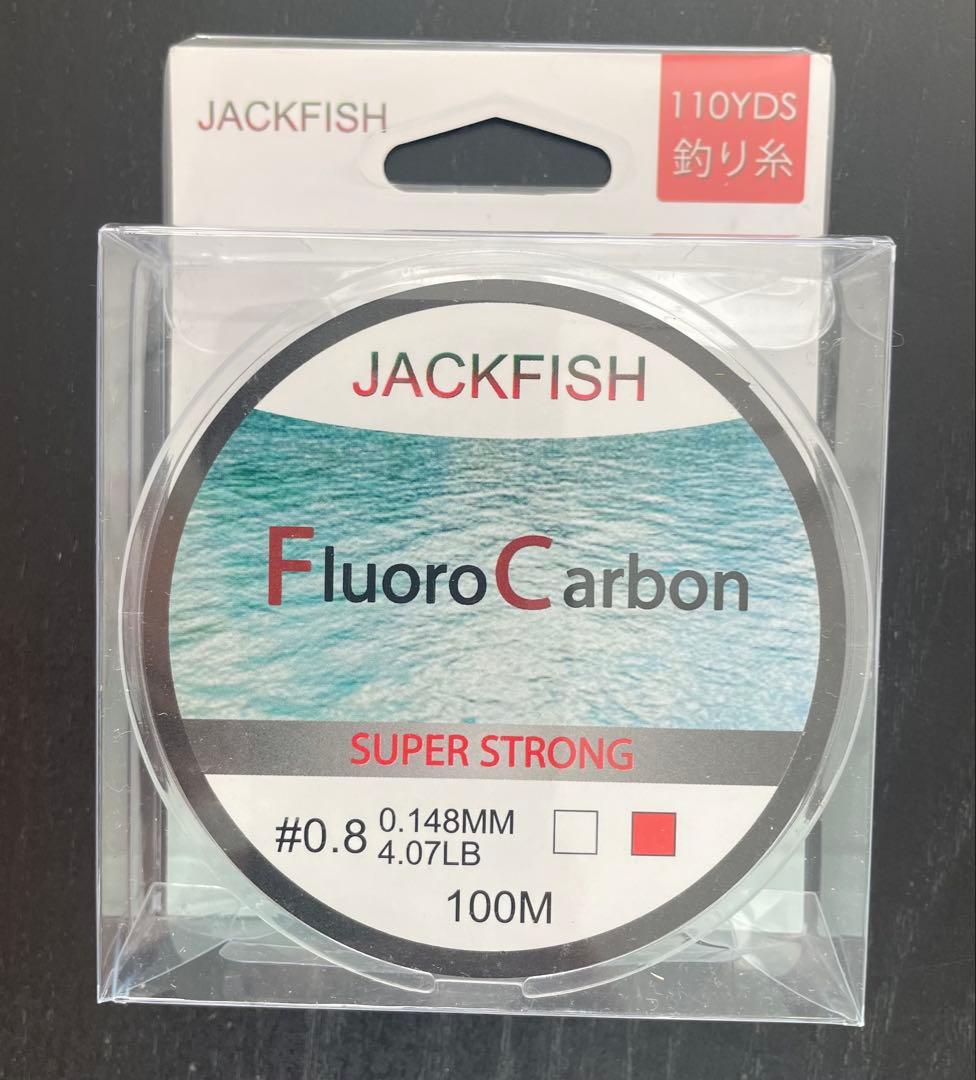 JACKFISH
110YDS
釣り糸
JACKFISH
FluoroCarbon
SUPER STRONG
#0.8 0.148MM
4.07LB
100M